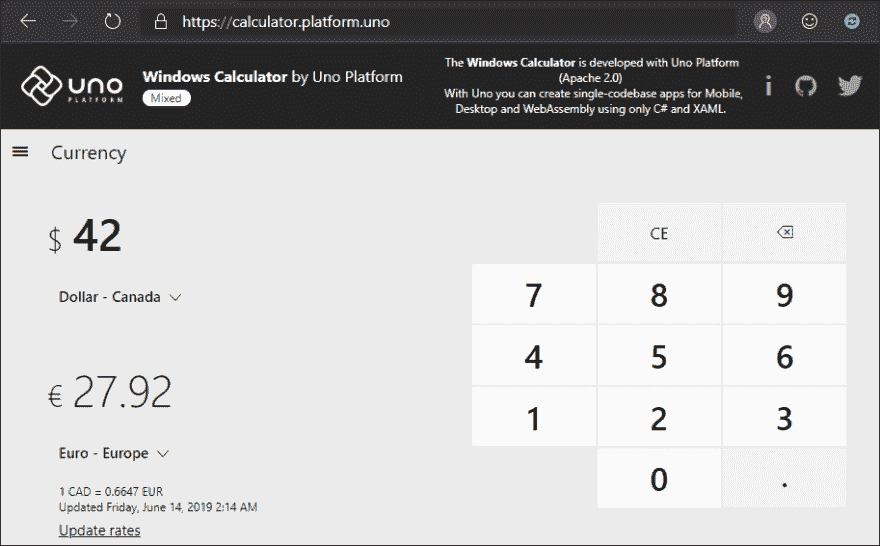 https://calculator.platform.uno
uno
PLATFORM
Windows Calculator by Uno Platform
Mixed
The Windows Calculator is developed with Uno Platform
(Apache 2.0)
With Uno you can create single-codebase apps for Mobile,
Desktop and WebAssembly using only C# and XAML.
i
Currency
$ 42
Dollar - Canada
€ 27.92
Euro - Europe
1 CAD = 0.6647 EUR
Updated Friday, June 14, 2019 2:14 AM
Update rates
CE
7 8 9
4 5 6
1 2 3
0 .